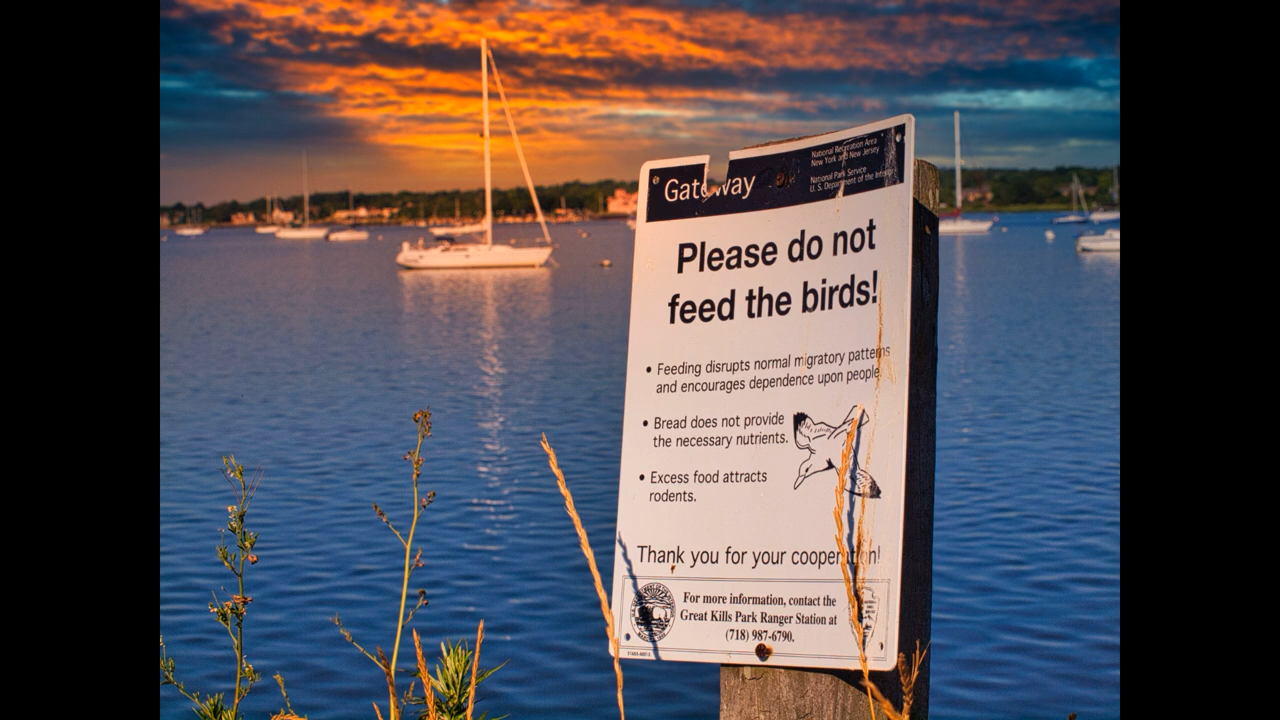 Gateway
National Recreation Area
New York and New Jersey
National Park Service
U. S. Department of the Interior
Please do not
feed the birds!
• Feeding disrupts normal migratory patterns
and encourages dependence upon people.
• Bread does not provide
the necessary nutrients.
• Excess food attracts
rodents.
Thank you for your cooperation!
For more information, contact the
Great Kills Park Ranger Station at
(718) 987-6790.